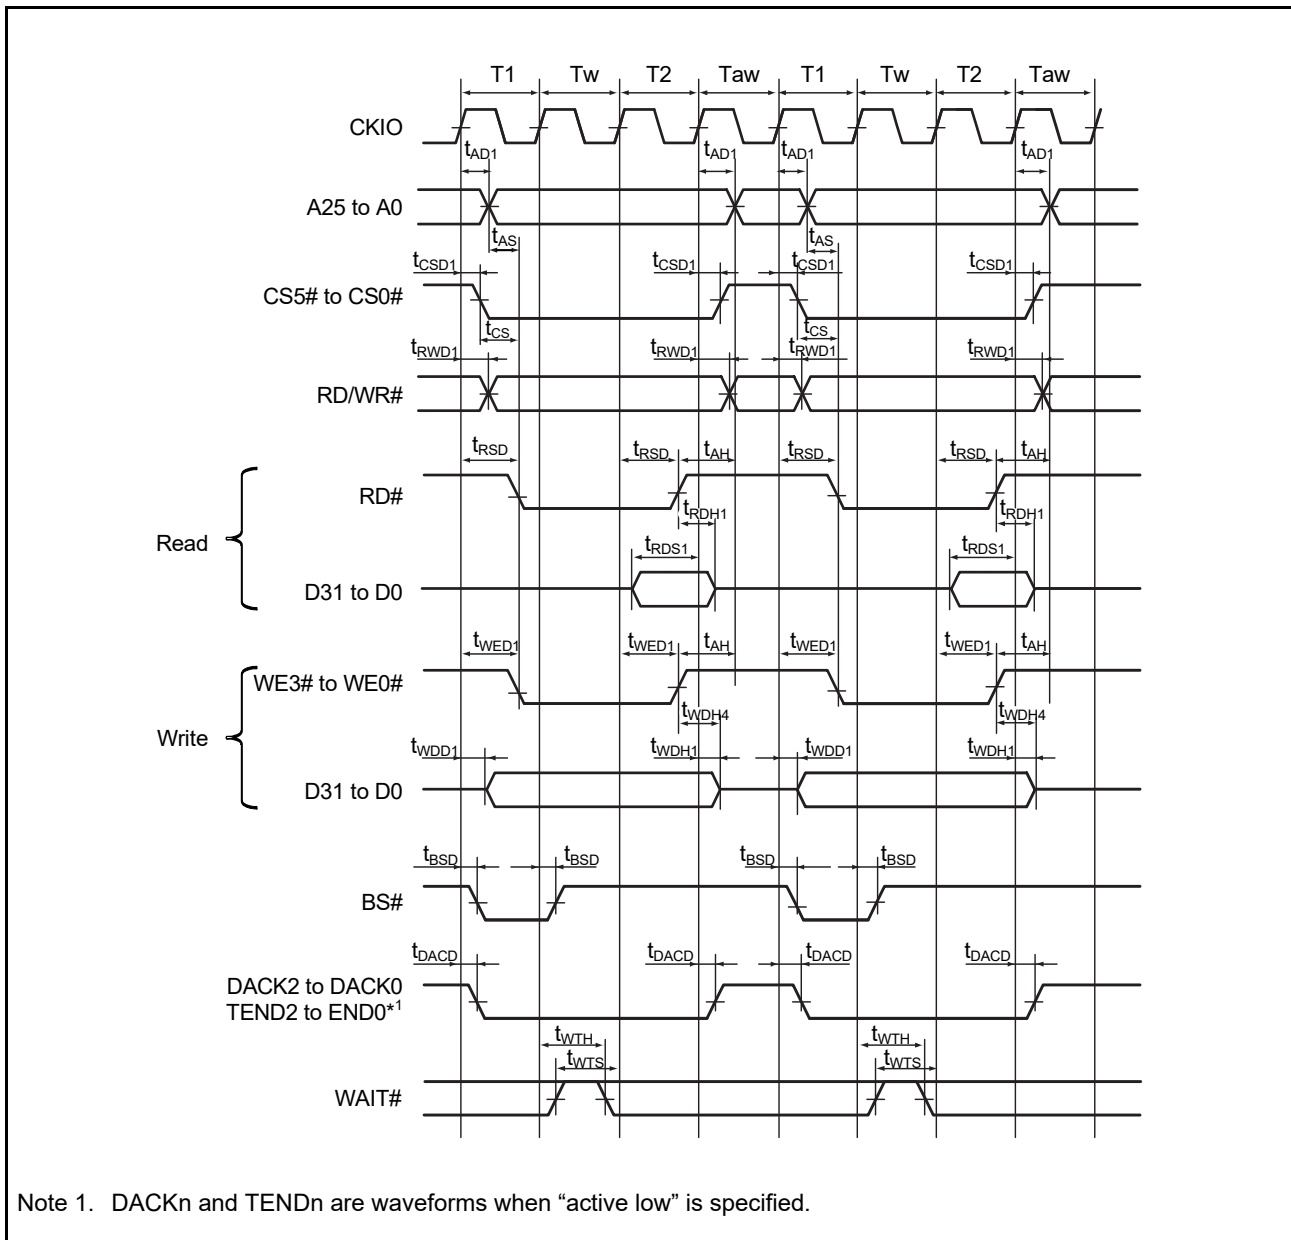 T1 Tw T2 Taw T1 Tw T2 Taw
CKIO
tAD1 tAD1 tAD1 tAD1
A25 to A0
tAS tAS
tCSD1 tCSD1 tCSD1 tCSD1
CS5# to CS0#
tCS tCS
tRWD1 tRWD1 tRWD1 tRWD1
RD/WR#
tRSD tRSD tAH tRSD tRSD tAH
RD#
tRDH1 tRDH1
Read
tRDS1 tRDS1
D31 to D0
tWED1 tWED1 tAH tWED1 tWED1 tAH
WE3# to WE0#
tWDH4 tWDH4
Write
tWDD1 tWDH1 tWDD1 tWDH1
D31 to D0
tBSD tBSD tBSD tBSD
BS#
tDACD tDACD tDACD tDACD
DACK2 to DACK0
TEND2 to END0*1
tWTH tWTH
tWTS tWTS
WAIT#
Note 1. DACKn and TENDn are waveforms when “active low” is specified.